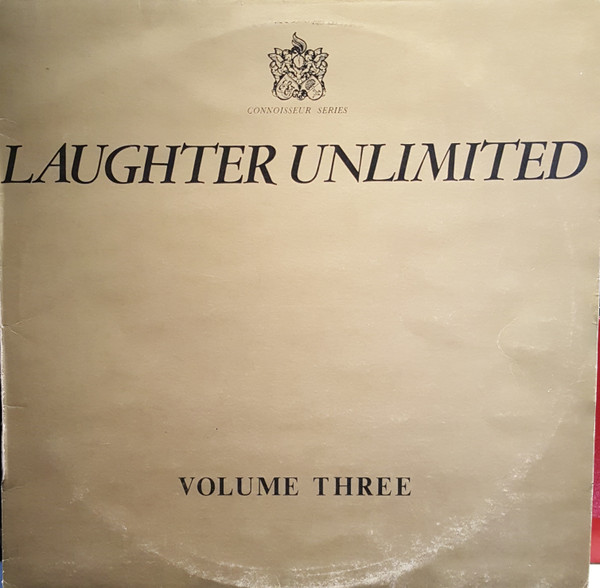 CONNOISSEUR SERIES
LAUGHTER UNLIMITED
VOLUME THREE